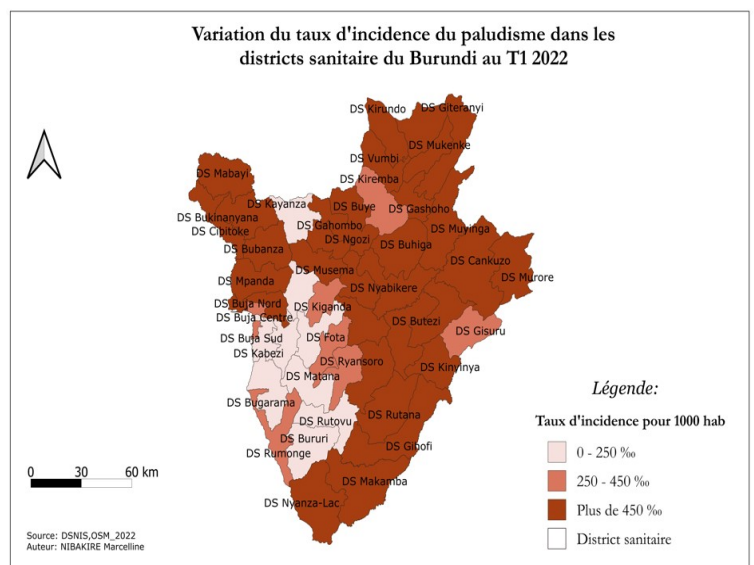 Variation du taux d'incidence du paludisme dans les
districts sanitaire du Burundi au T1 2022
DS Kirundo
DS Giteranyi
DS Mukenke
DS Vumbi
DS Mabayi
DS Kiremba
DS Kayanza
DS Buye
DS Gashoho
DS Bukinanyana
DS Gahombo
DS Muyinga
DS Cibitoke
DS Ngozi
DS Buhiga
DS Bubanza
DS Cankuzo
DS Musema
DS Murore
DS Mpanda
DS Nyabikere
DS Buja Nord
DS Kiganda
DS Buja Centre
DS Butezi
DS Gisuru
DS Buja Sud
DS Fota
DS Kabezi
DS Ryansoro
DS Kinyinya
DS Matana
DS Bugarama
DS Rutovu
DS Rutana
DS Bururi
DS Gihofi
DS Rumonge
DS Makamba
DS Nyanza-Lac
Légende:
Taux d'incidence pour 1000 hab
0 - 250 ‰
250 - 450 ‰
Plus de 450 ‰
District sanitaire
0 30 60 km
Source: DSNIS,OSM_2022
Auteur: NIBAKIRE Marcelline